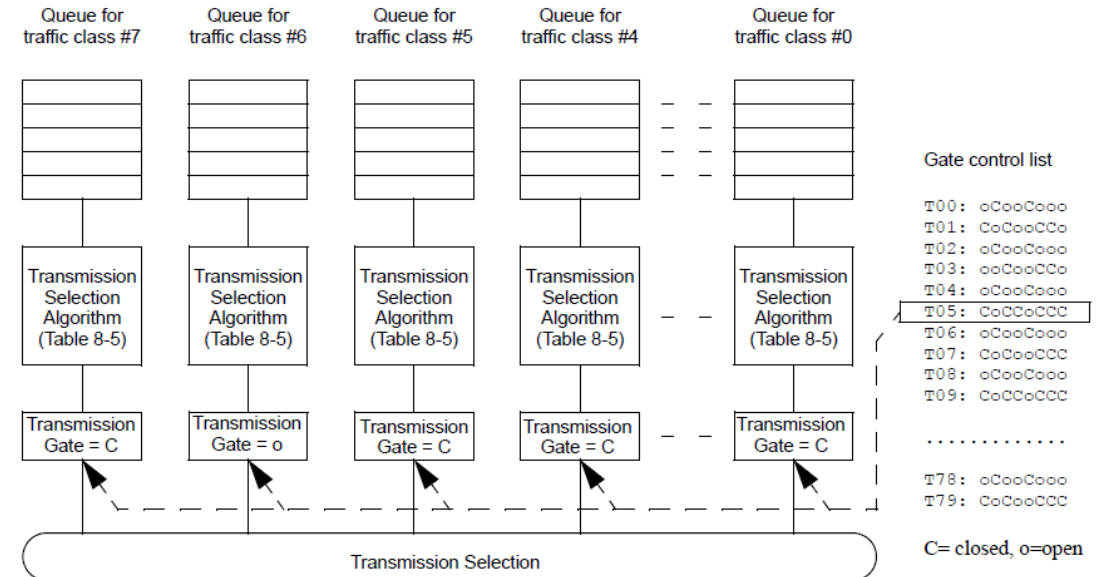 Queue for
traffic class #7
Queue for
traffic class #6
Queue for
traffic class #5
Queue for
traffic class #4
Queue for
traffic class #0
Transmission
Selection
Algorithm
(Table 8-5)
Transmission
Selection
Algorithm
(Table 8-5)
Transmission
Selection
Algorithm
(Table 8-5)
Transmission
Selection
Algorithm
(Table 8-5)
Transmission
Selection
Algorithm
(Table 8-5)
Transmission
Gate = C
Transmission
Gate = o
Transmission
Gate = C
Transmission
Gate = C
Transmission
Gate = C
Transmission Selection
Gate control list
T00: oCooCooo
T01: CoCooCCo
T02: oCooCooo
T03: ooCooCCo
T04: oCooCooo
T05: CoCCoCCC
T06: oCooCooo
T07: CoCooCCC
T08: oCooCooo
T09: CoCCoCCC
. . . . . . . . . . . . .
T78: oCooCooo
T79: CoCooCCC
C= closed, o=open